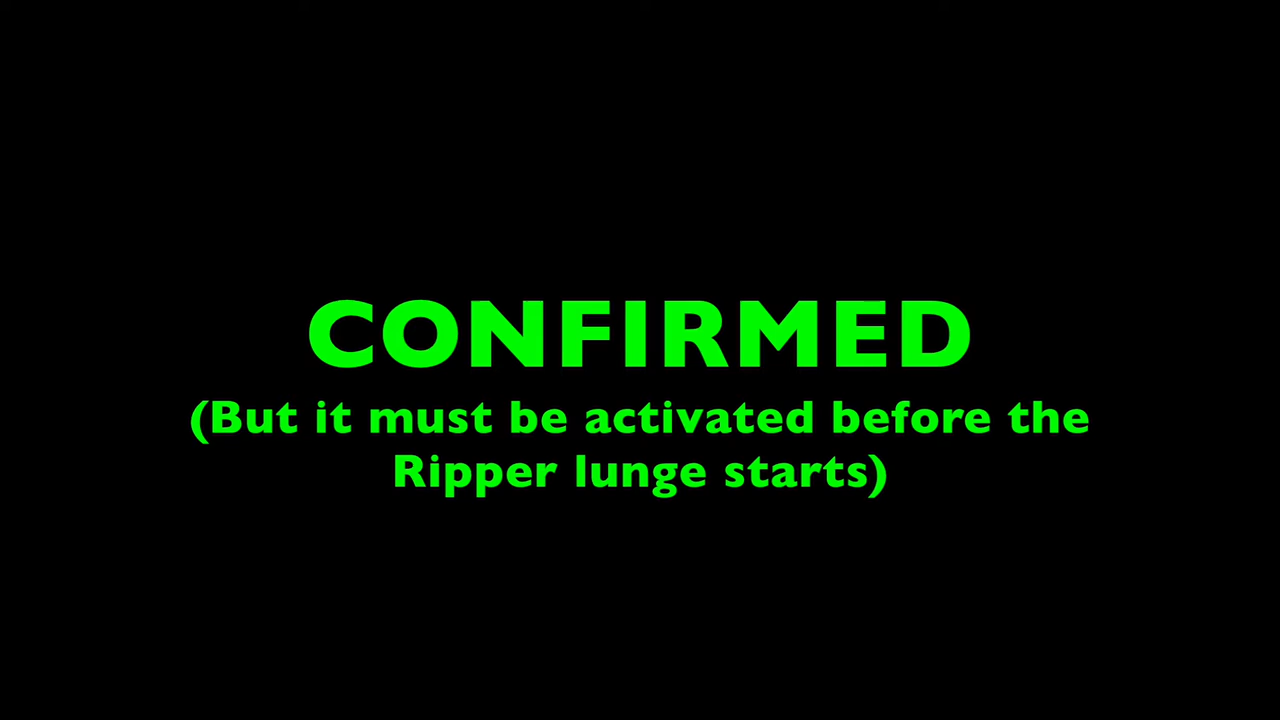 CONFIRMED
(But it must be activated before the
Ripper lunge starts)